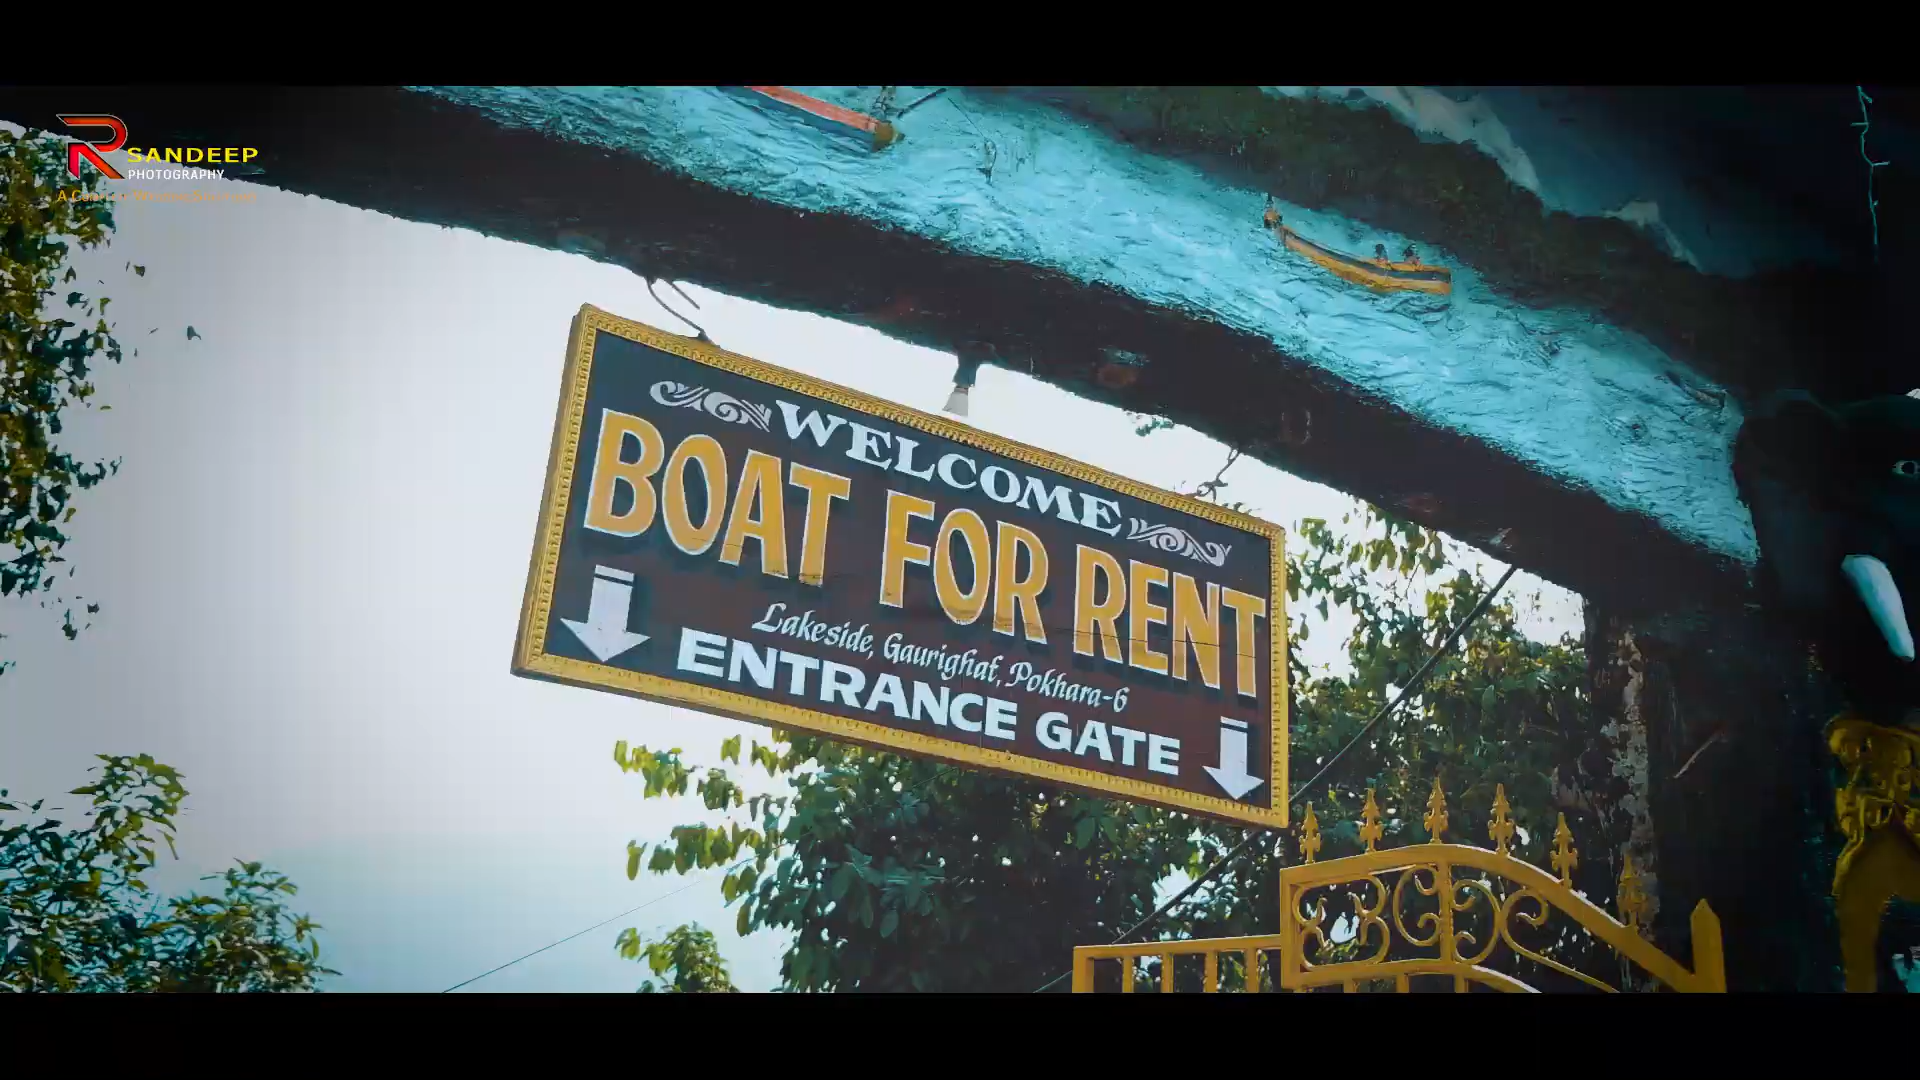 R SANDEEP
PHOTOGRAPHY
WELCOME
BOAT FOR RENT
Lakeside, Gaurighat, Pokhara-6
ENTRANCE GATE